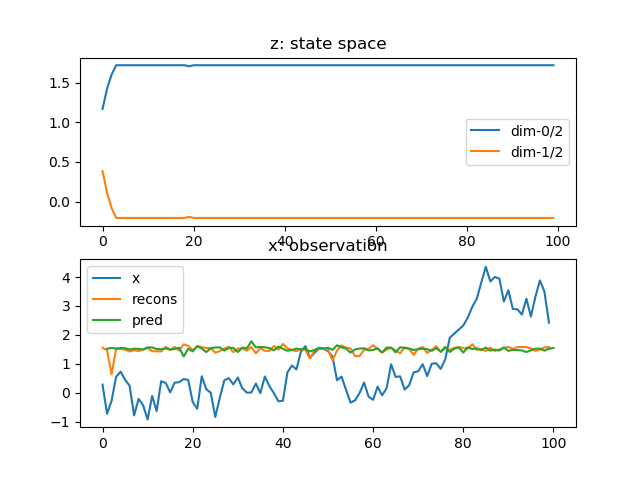 z: state space
1.5
1.0
0.5
0.0
dim-0/2
dim-1/2
0 20 40 60 80 100
x: observation
4
3
2
1
0
−1
x
recons
pred
0 20 40 60 80 100